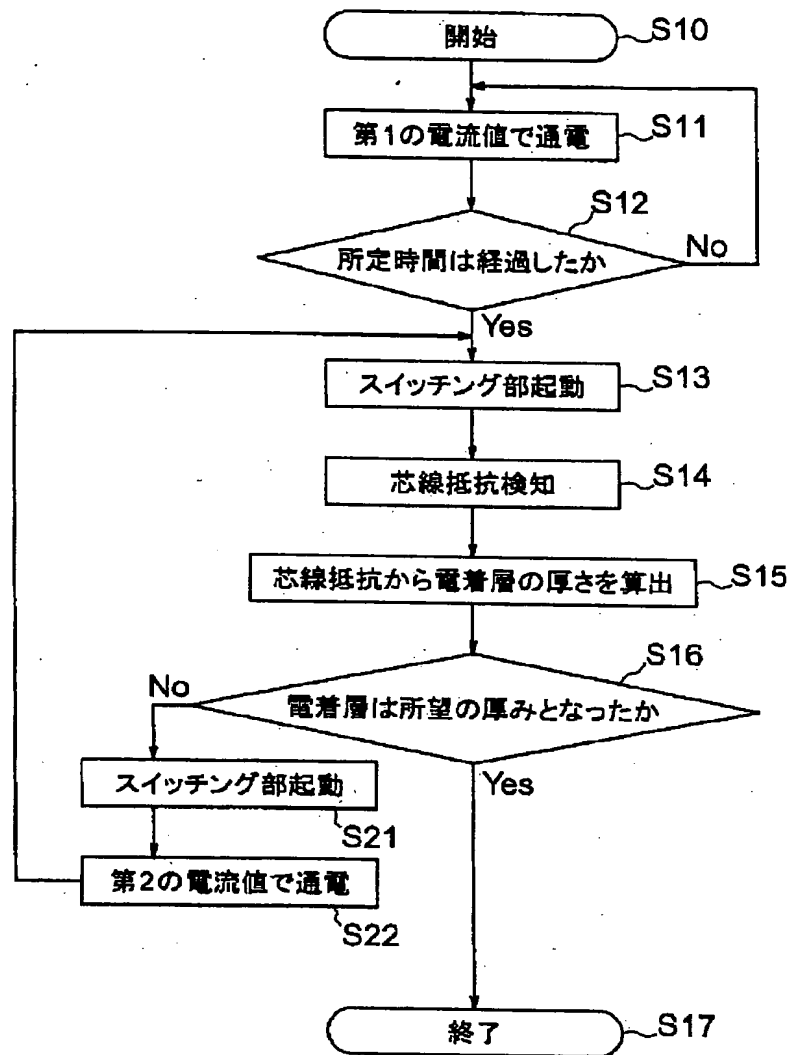 開始
S10
第1の電流値で通電
S11
S12
所定時間は経過したか
No
Yes
スイッチング部起動
S13
芯線抵抗検知
S14
芯線抵抗から電着層の厚さを算出
S15
S16
No
電着層は所望の厚みとなったか
Yes
スイッチング部起動
S21
第2の電流値で通電
S22
終了
S17